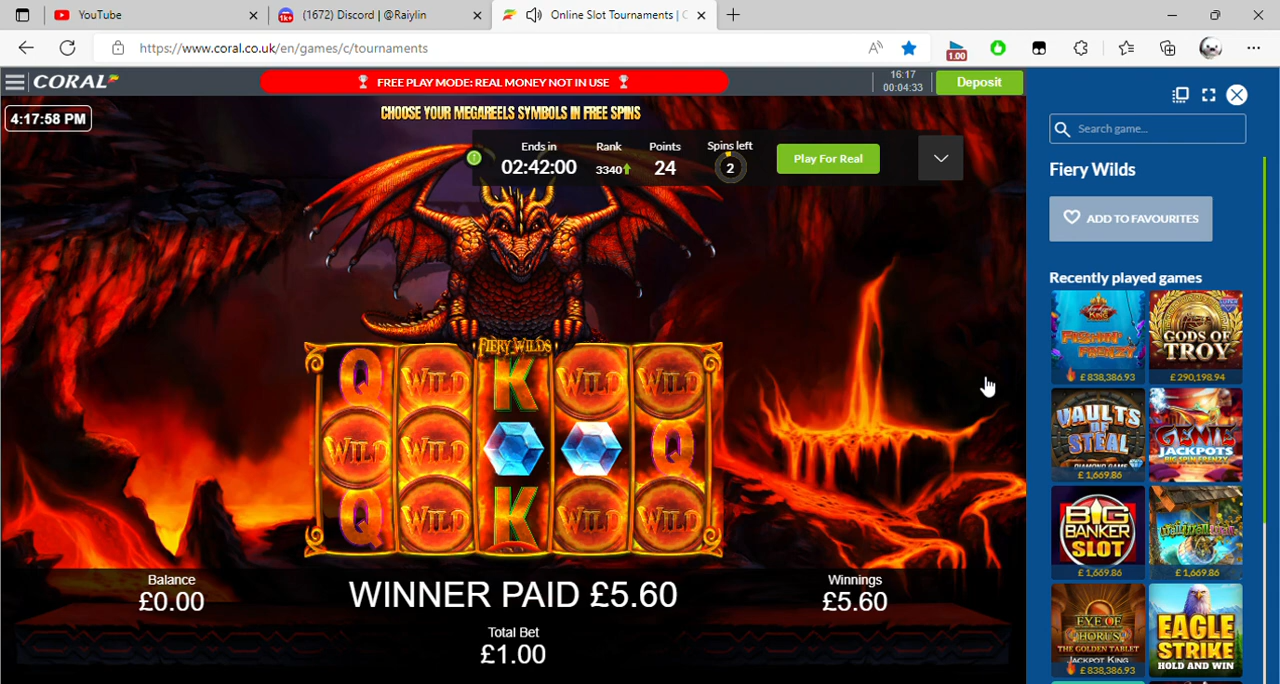 YouTube
(1672) Discord | @Raiylin
Online Slot Tournaments | C
https://www.coral.co.uk/en/games/c/tournaments
1.00
CORAL
FREE PLAY MODE: REAL MONEY NOT IN USE
16:17
00:04:33
Deposit
4:17:58 PM
CHOOSE YOUR MEGAREELS SYMBOLS IN FREE SPINS
Ends in
02:42:00
Rank
3340
Points
24
Spins left
2
Play For Real
Search game...
Fiery Wilds
ADD TO FAVOURITES
Recently played games
FISHIN' FRENZY
£ 838,386.93
GODS OF TROY
£ 290,198.94
VAULTS OF STEAL
DIAMOND GAME
£ 1,669.86
GENIE JACKPOTS
BIG SPIN FRENZY
BIG BANKER SLOT
£ 1,669.86
£ 1,669.86
EYE OF HORUS
THE GOLDEN TABLET
JACKPOT KING
£ 838,386.93
EAGLE STRIKE
HOLD AND WIN
FIERY WILDS
Q WILD K WILD WILD
WILD WILD Q
Q WILD K WILD WILD
Balance
£0.00
WINNER PAID £5.60
Winnings
£5.60
Total Bet
£1.00